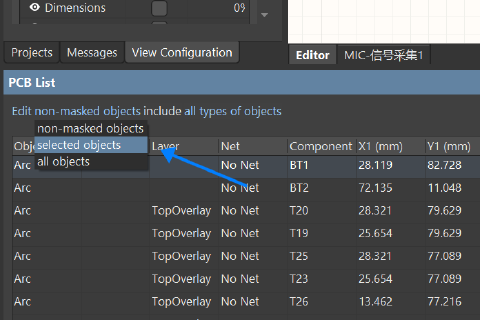 Dimensions 0%
Projects Messages View Configuration
Editor MIC-信号采集1
PCB List
Edit non-masked objects include all types of objects
non-masked objects
selected objects
all objects
Layer Net Component X1 (mm) Y1 (mm)
Arc No Net BT1 28.119 82.728
Arc No Net BT2 72.135 11.048
Arc TopOverlay No Net T20 28.321 79.629
Arc TopOverlay No Net T19 25.654 79.629
Arc TopOverlay No Net T25 28.321 77.089
Arc TopOverlay No Net T23 25.654 77.089
Arc TopOverlay No Net T26 13.462 77.216